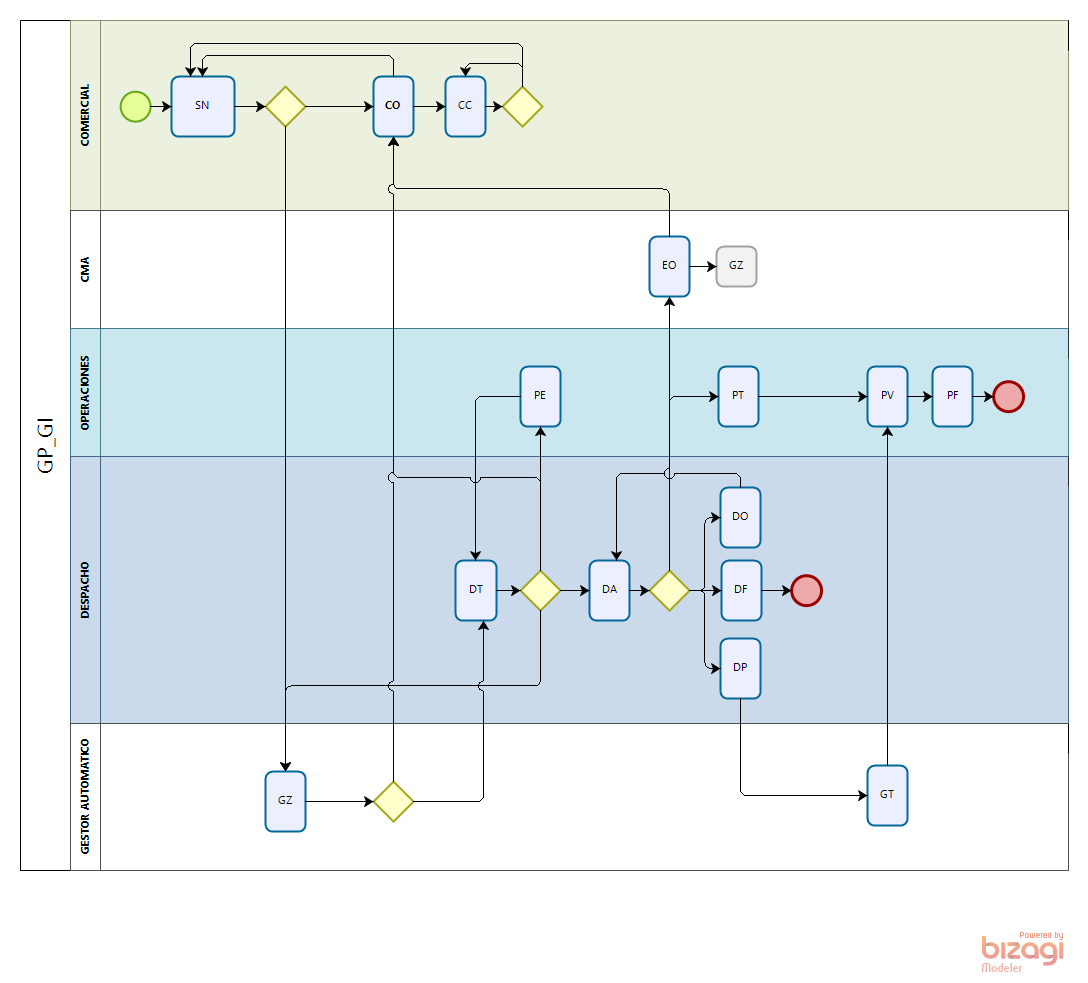 GP_GI
COMERCIAL
SN
CO
CC
CMA
EO
GZ
OPERACIONES
PE
PT
PV
PF
DESPACHO
DO
DT
DA
DF
DP
GESTOR AUTOMÁTICO
GZ
GT
Powered by
bizagi
Modeler